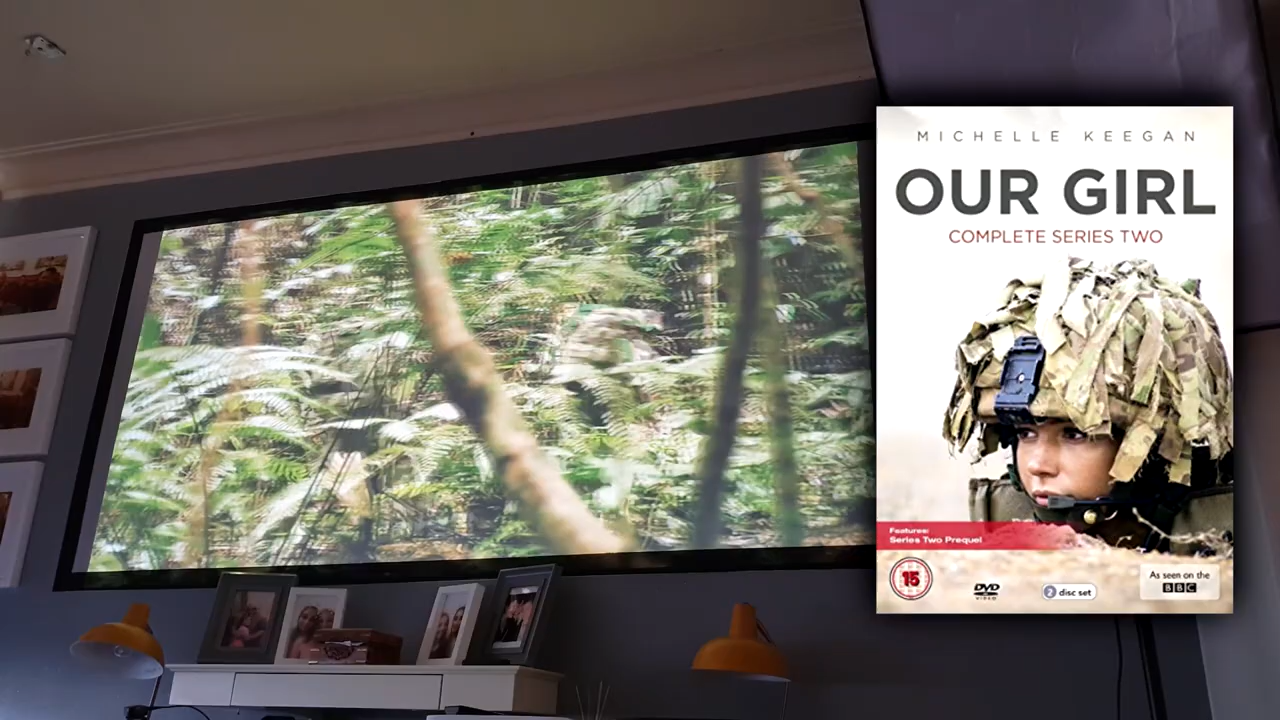 MICHELLE KEEGAN
OUR GIRL
COMPLETE SERIES TWO
Features:
Series Two Prequel
15
DVD
VIDEO
2 disc set
As seen on the
BBC